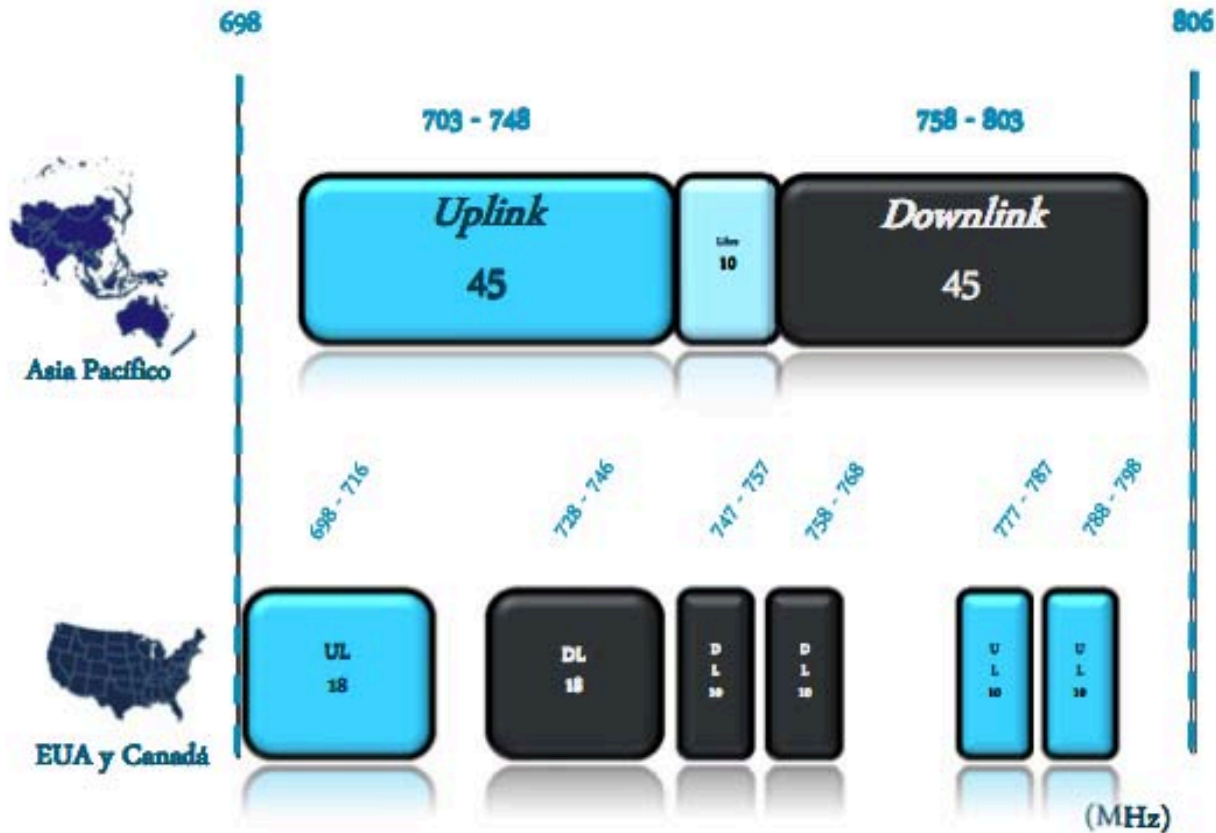 698
806
703 - 748
758 - 803
Uplink
45
Libre
10
Downlink
45
Asia Pacífico
698 - 716
728 - 746
747 - 757
758 - 768
777 - 787
788 - 798
UL
18
DL
18
D
L
10
D
L
10
U
L
10
U
L
10
EUA y Canadá
(MHz)